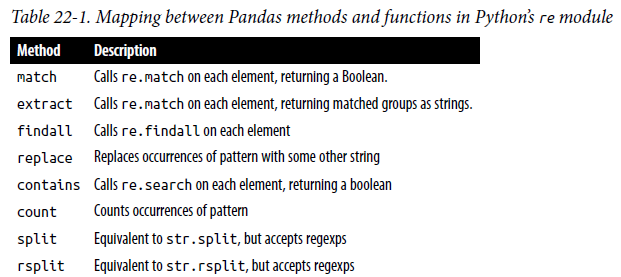 Table 22-1. Mapping between Pandas methods and functions in Python's re module
Method Description
match Calls re.match on each element, returning a Boolean.
extract Calls re.match on each element, returning matched groups as strings.
findall Calls re.findall on each element
replace Replaces occurrences of pattern with some other string
contains Calls re.search on each element, returning a boolean
count Counts occurrences of pattern
split Equivalent to str.split, but accepts regexps
rsplit Equivalent to str.rsplit, but accepts regexps